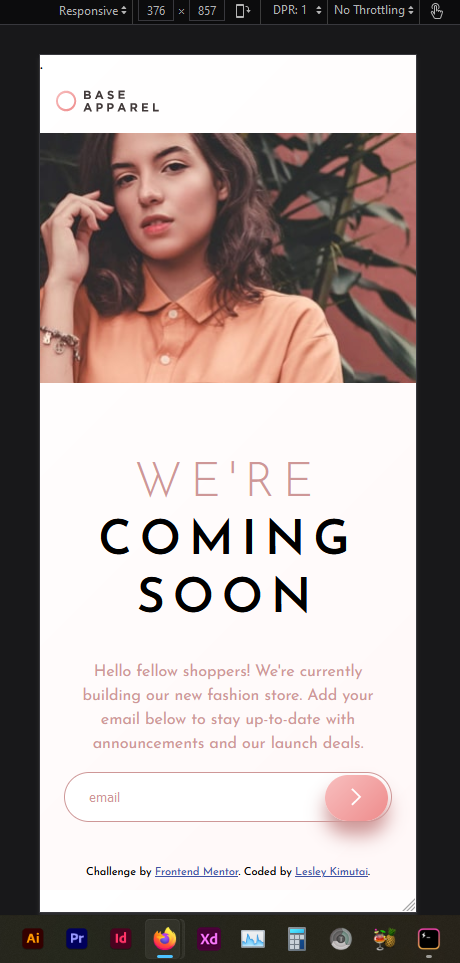 Responsive 376 × 857 DPR: 1 No Throttling
BASE
APPAREL
WE'RE
COMING
SOON
Hello fellow shoppers! We're currently
building our new fashion store. Add your
email below to stay up-to-date with
announcements and our launch deals.
email
Challenge by Frontend Mentor. Coded by Lesley Kimutai.
Ai Pr Id Xd